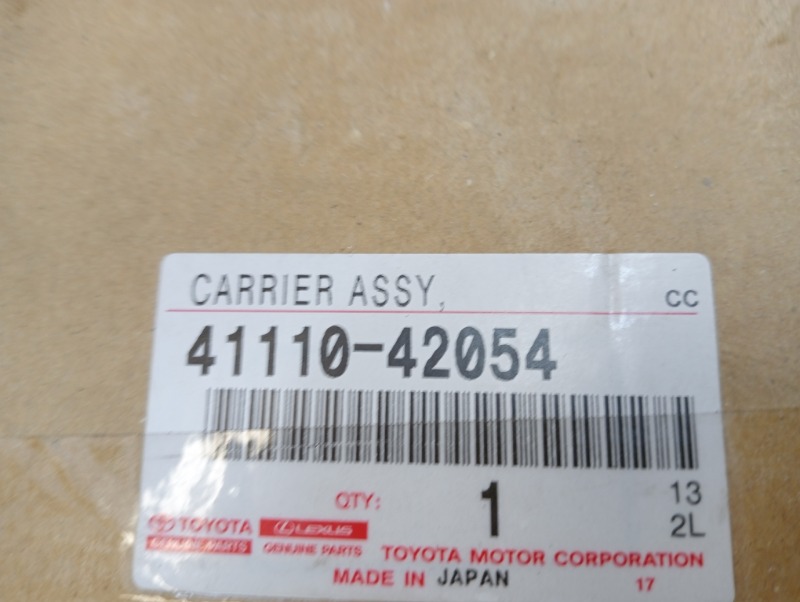 CARRIER ASSY,
CC
41110-42054
QTY: 1
13
2L
TOYOTA
GENUINE PARTS
LEXUS
GENUINE PARTS
TOYOTA MOTOR CORPORATION
MADE IN JAPAN
17